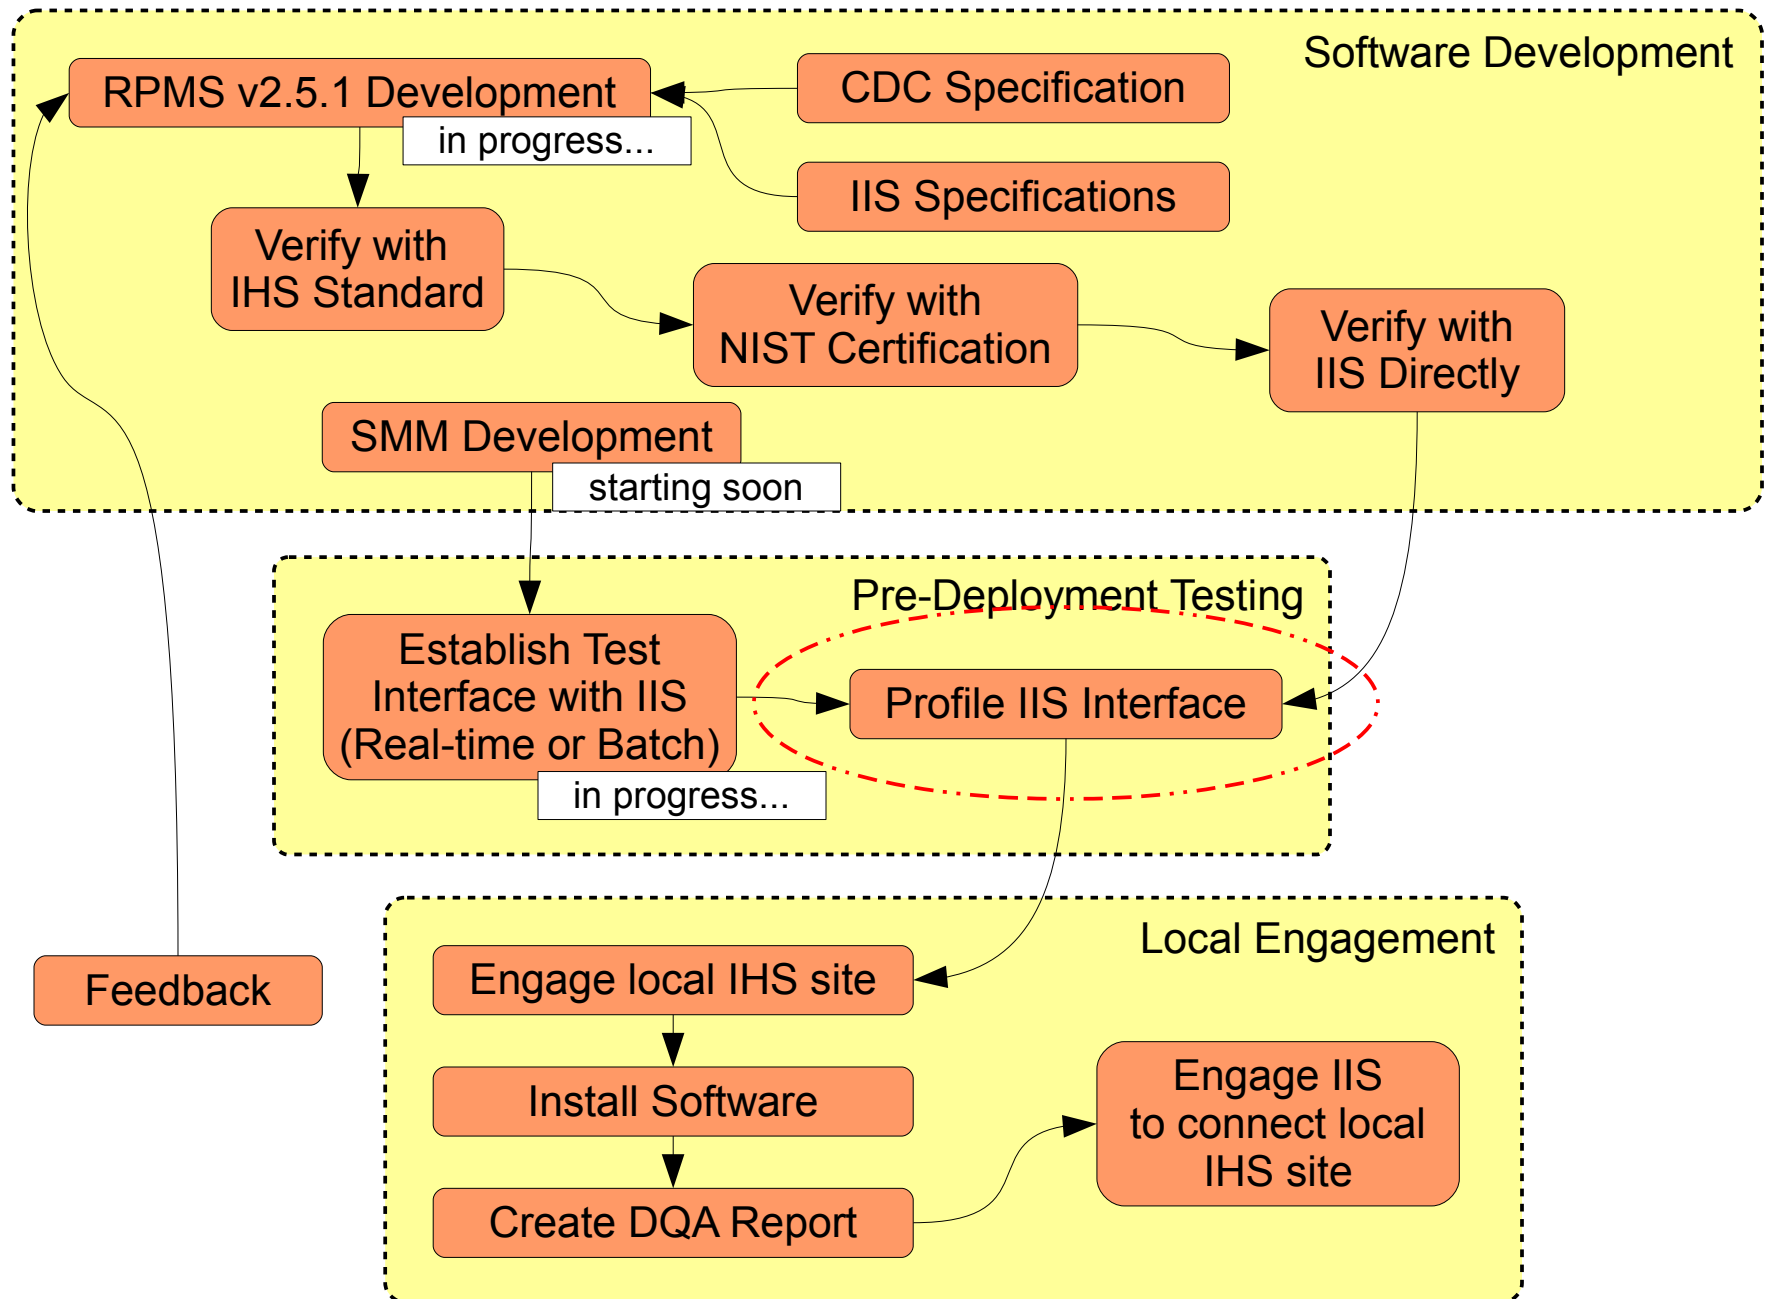 Software Development
RPMS v2.5.1 Development
in progress...
CDC Specification
IIS Specifications
Verify with
IHS Standard
Verify with
NIST Certification
Verify with
IIS Directly
SMM Development
starting soon
Pre-Deployment Testing
Establish Test
Interface with IIS
(Real-time or Batch)
in progress...
Profile IIS Interface
Feedback
Local Engagement
Engage local IHS site
Install Software
Create DQA Report
Engage IIS
to connect local
IHS site